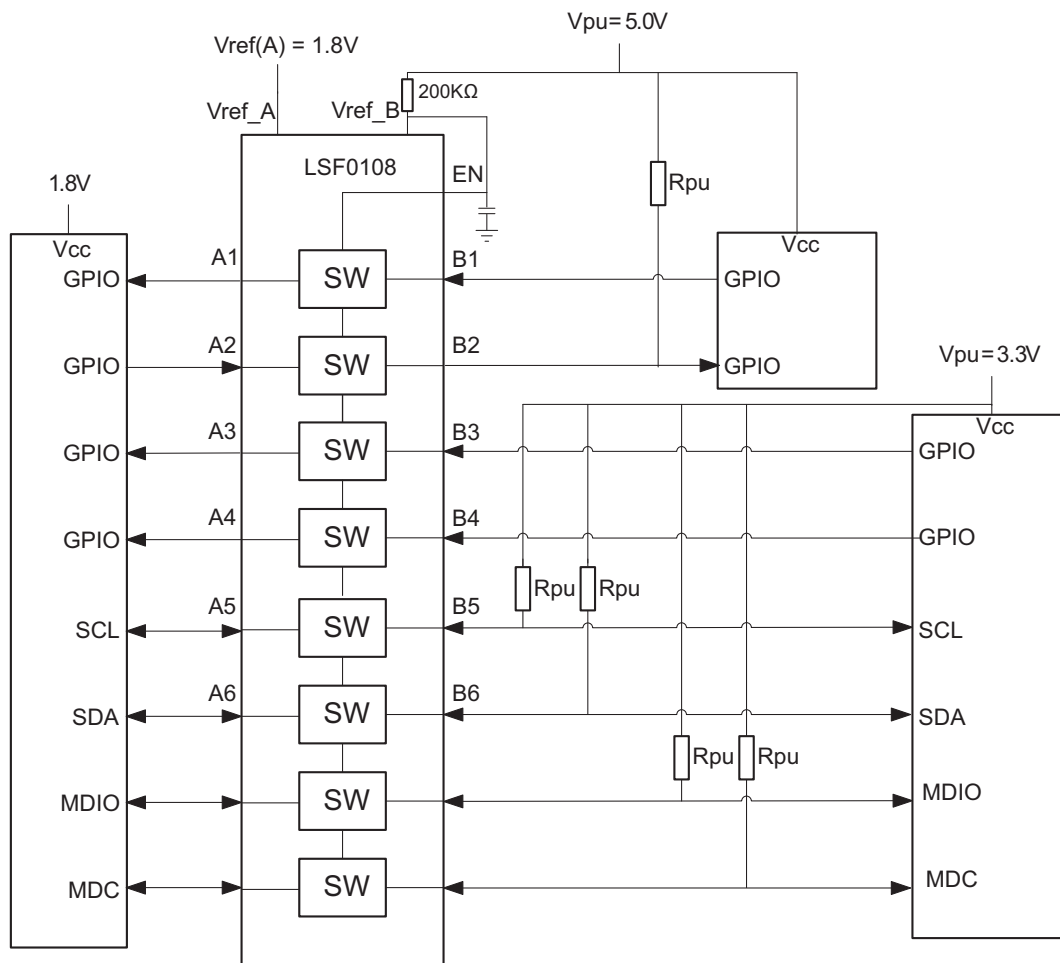 Vpu=5.0V
Vref(A) = 1.8V
200KΩ
Vref_A
Vref_B
LSF0108
EN
Rpu
1.8V
Vcc
Vcc
GPIO
A1
SW
B1
GPIO
GPIO
A2
SW
B2
GPIO
Vpu=3.3V
Vcc
GPIO
A3
SW
B3
GPIO
GPIO
A4
SW
B4
GPIO
Rpu
Rpu
SCL
A5
SW
B5
SCL
SDA
A6
SW
B6
SDA
Rpu
Rpu
MDIO
SW
MDIO
MDC
SW
MDC